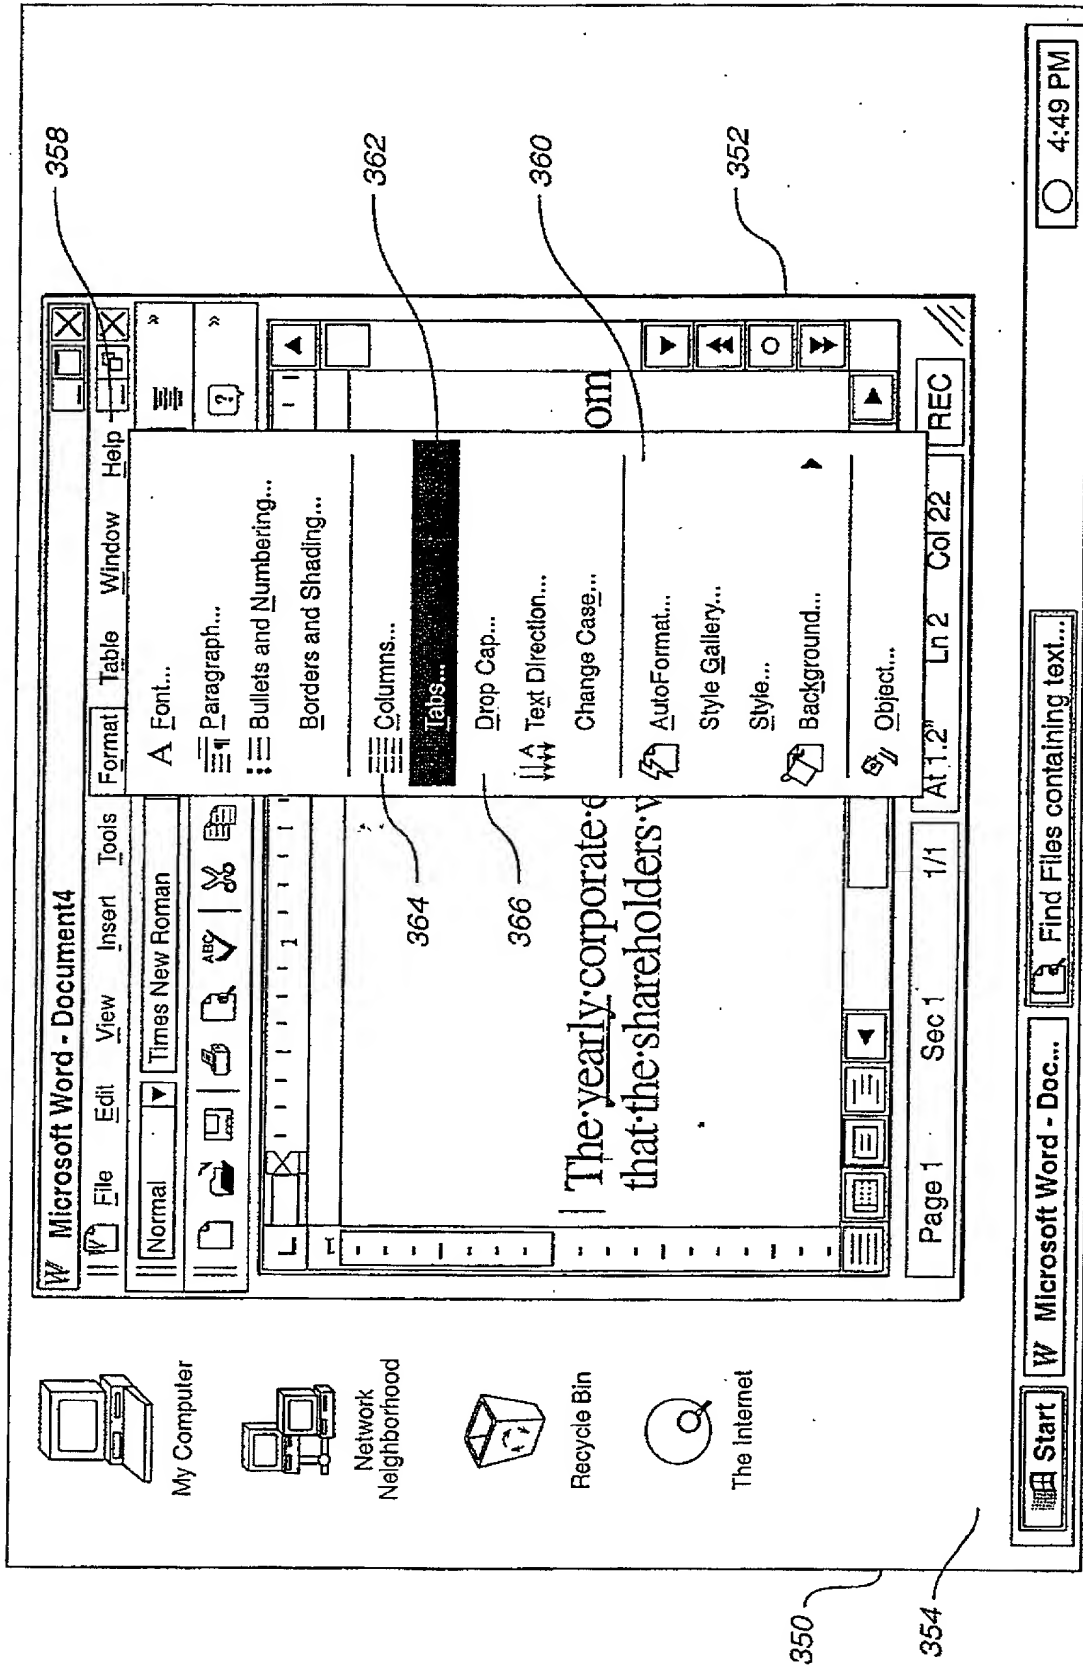 W Microsoft Word - Document4
File Edit View Insert Tools Format Table Window Help
Normal Times New Roman
ABC
?
L
1
1
A Font...
Paragraph...
Bullets and Numbering...
Borders and Shading...
Columns...
Tabs...
Drop Cap...
Text Direction...
Change Case...
AutoFormat...
Style Gallery...
Style...
Background...
Object...
The·yearly·corporate·e
om
that·the·shareholders·v
Page 1 Sec 1 1/1 At 1.2" Ln 2 Col 22 REC
My Computer
Network
Neighborhood
Recycle Bin
The Internet
Start W Microsoft Word - Doc... Find Files containing text... 4:49 PM
358
362
360
352
364
366
350
354